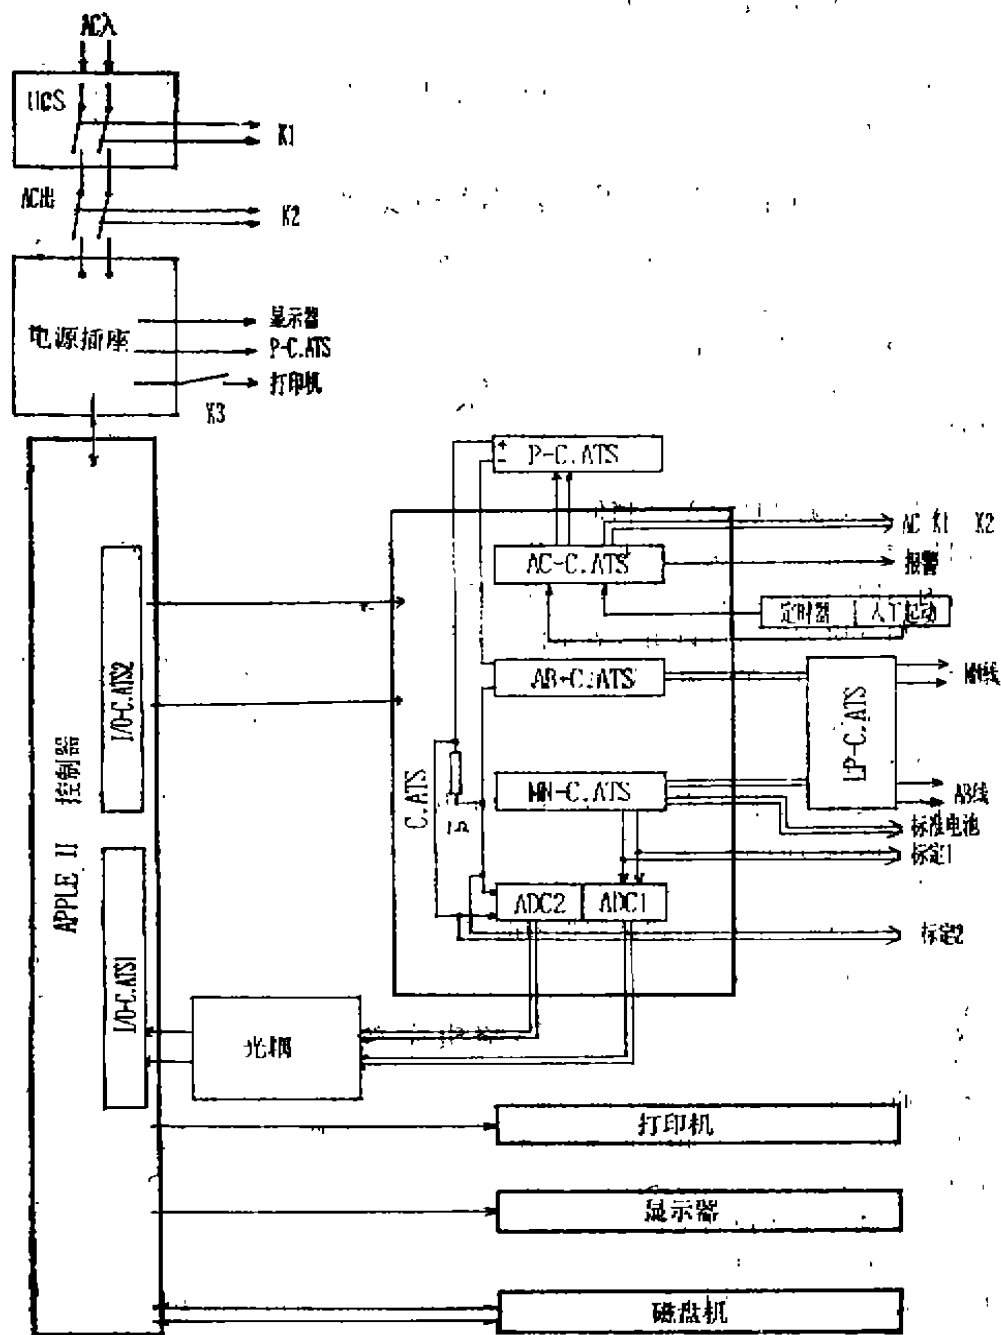 AC入
UCS
K1
AC出
K2
电源插座
显示器
P-C.ATS
打印机
K3
P-C.ATS
AC K1 K2
AC-C.ATS
报警
定时器 人工起动
I/O-C.ATS2
AB-C.ATS
MN线
LP-C.ATS
APPLE II 控制器
C.ATS
1Ω
MN-C.ATS
AB线
标准电池
标定1
ADC2
ADC1
标定2
I/O-C.ATS1
光耦
打印机
显示器
磁盘机